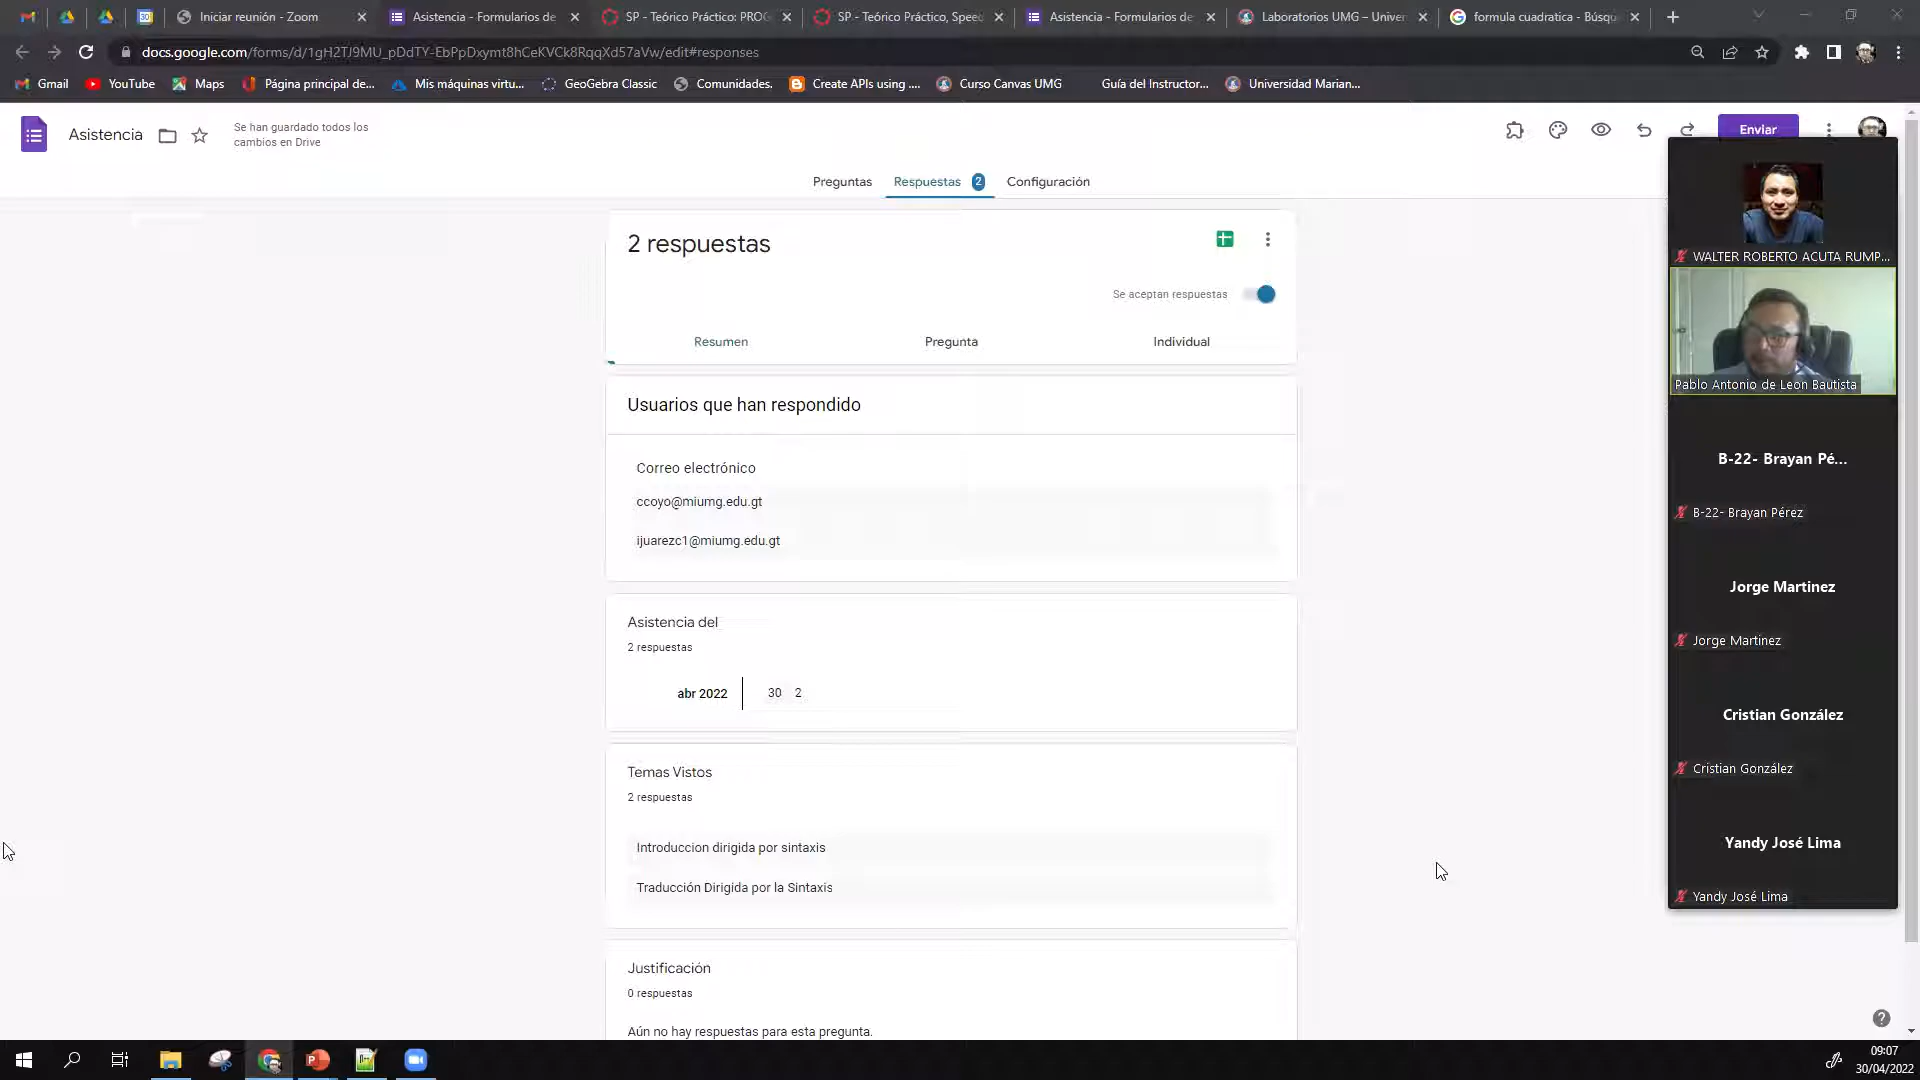 Iniciar reunión - Zoom
Asistencia - Formularios de
SP - Teórico Práctico: PROG
SP - Teórico Práctico, Speed
Asistencia - Formularios de
Laboratorios UMG – Univer
formula cuadratica - Búsqu
docs.google.com/forms/d/1gH2TJ9MU_pDdTY-EbPpDxymt8hCeKVCk8RqqXd57aVw/edit#responses
Gmail
YouTube
Maps
Página principal de...
Mis máquinas virtu...
GeoGebra Classic
Comunidades.
Create APIs using ....
Curso Canvas UMG
Guía del Instructor...
Universidad Marian...
Asistencia
Se han guardado todos los
cambios en Drive
Enviar
Preguntas
Respuestas 2
Configuración
2 respuestas
Se aceptan respuestas
Resumen
Pregunta
Individual
Usuarios que han respondido
Correo electrónico
ccoyo@miumg.edu.gt
ijuarezc1@miumg.edu.gt
Asistencia del
2 respuestas
abr 2022
30 2
Temas Vistos
2 respuestas
Introduccion dirigida por sintaxis
Traducción Dirigida por la Sintaxis
Justificación
0 respuestas
Aún no hay respuestas para esta pregunta.
WALTER ROBERTO ACUTA RUMP...
Pablo Antonio de Leon Bautista
B-22- Brayan Pé...
B-22- Brayan Pérez
Jorge Martinez
Jorge Martinez
Cristian González
Cristian González
Yandy José Lima
Yandy José Lima
09:07
30/04/2022